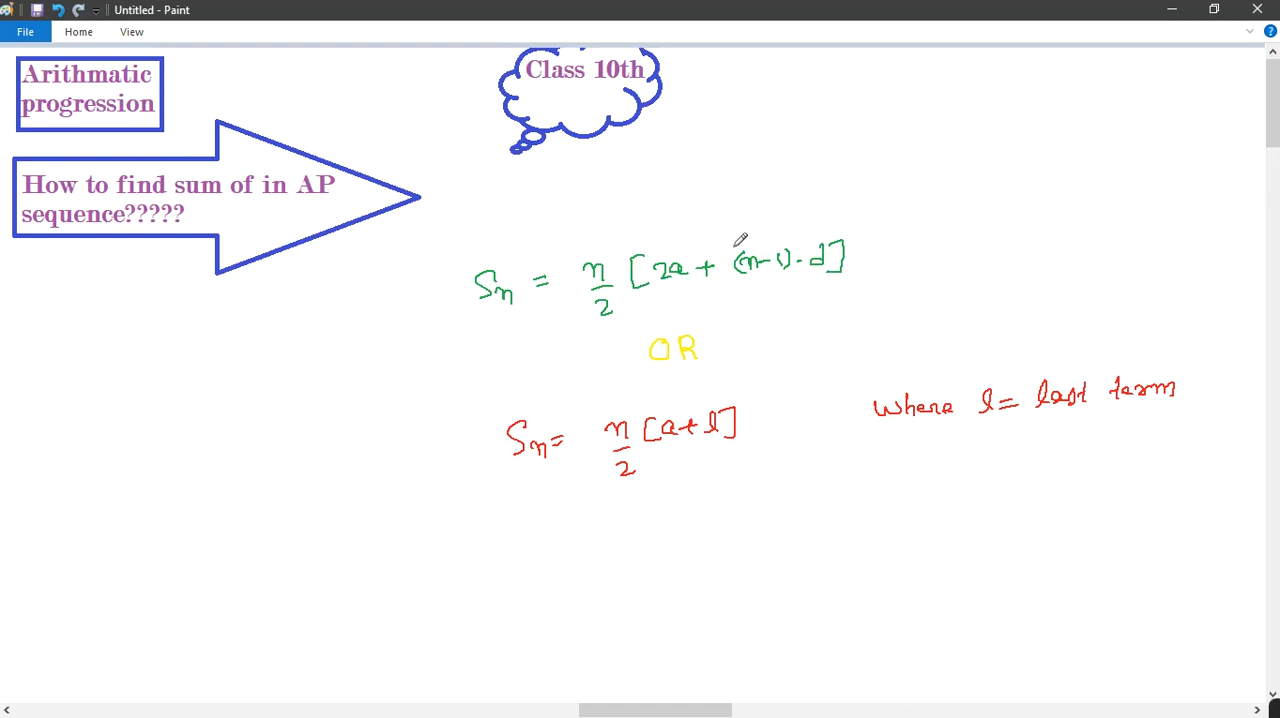 Untitled - Paint
File Home View
Arithmatic
progression
Class 10th
How to find sum of in AP
sequence?????
Sn = n/2 [2a + (n-1)·d]
OR
Sn = n/2 [a+l]
where l = last term